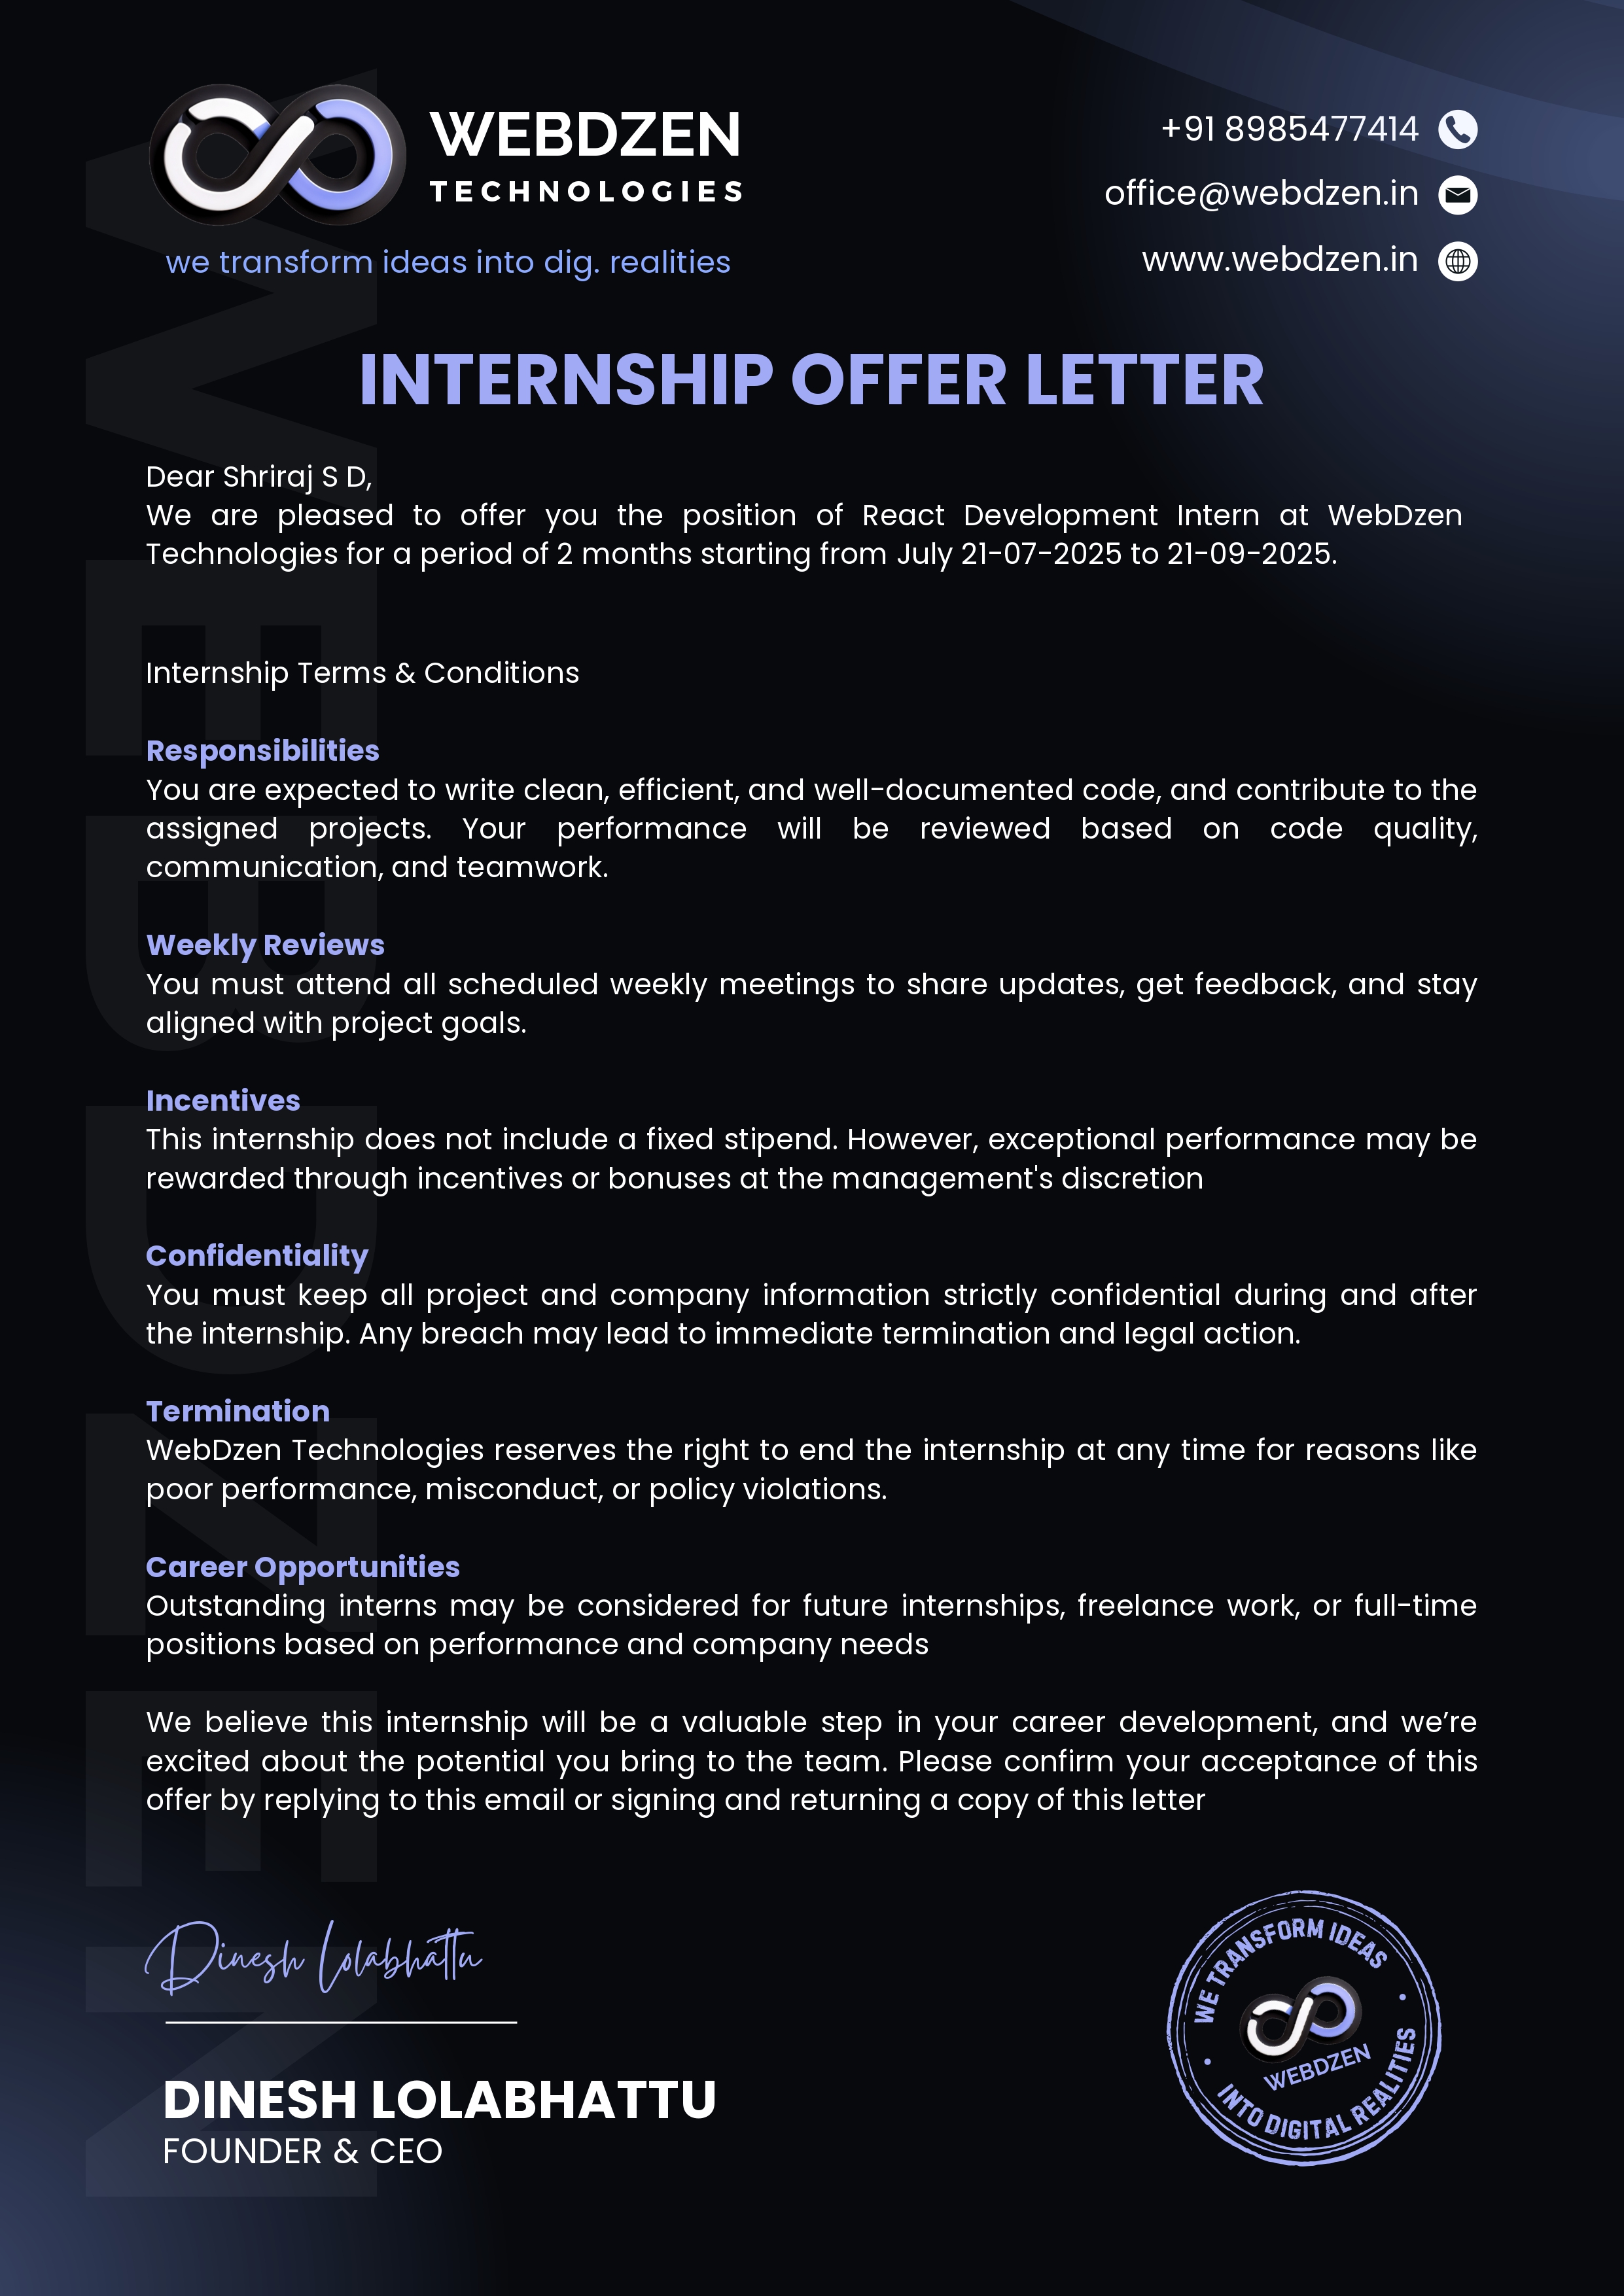 WEBDZEN
TECHNOLOGIES
we transform ideas into dig. realities
+91 8985477414
office@webdzen.in
www.webdzen.in
INTERNSHIP OFFER LETTER
Dear Shriraj S D,
We are pleased to offer you the position of React Development Intern at WebDzen
Technologies for a period of 2 months starting from July 21-07-2025 to 21-09-2025.
Internship Terms & Conditions
Responsibilities
You are expected to write clean, efficient, and well-documented code, and contribute to the
assigned projects. Your performance will be reviewed based on code quality,
communication, and teamwork.
Weekly Reviews
You must attend all scheduled weekly meetings to share updates, get feedback, and stay
aligned with project goals.
Incentives
This internship does not include a fixed stipend. However, exceptional performance may be
rewarded through incentives or bonuses at the management's discretion
Confidentiality
You must keep all project and company information strictly confidential during and after
the internship. Any breach may lead to immediate termination and legal action.
Termination
WebDzen Technologies reserves the right to end the internship at any time for reasons like
poor performance, misconduct, or policy violations.
Career Opportunities
Outstanding interns may be considered for future internships, freelance work, or full-time
positions based on performance and company needs
We believe this internship will be a valuable step in your career development, and we’re
excited about the potential you bring to the team. Please confirm your acceptance of this
offer by replying to this email or signing and returning a copy of this letter
Dinesh Lolabhattu
DINESH LOLABHATTU
FOUNDER & CEO
WE TRANSFORM IDEAS
WEBDZEN
INTO DIGITAL REALITIES
WEBDZEN